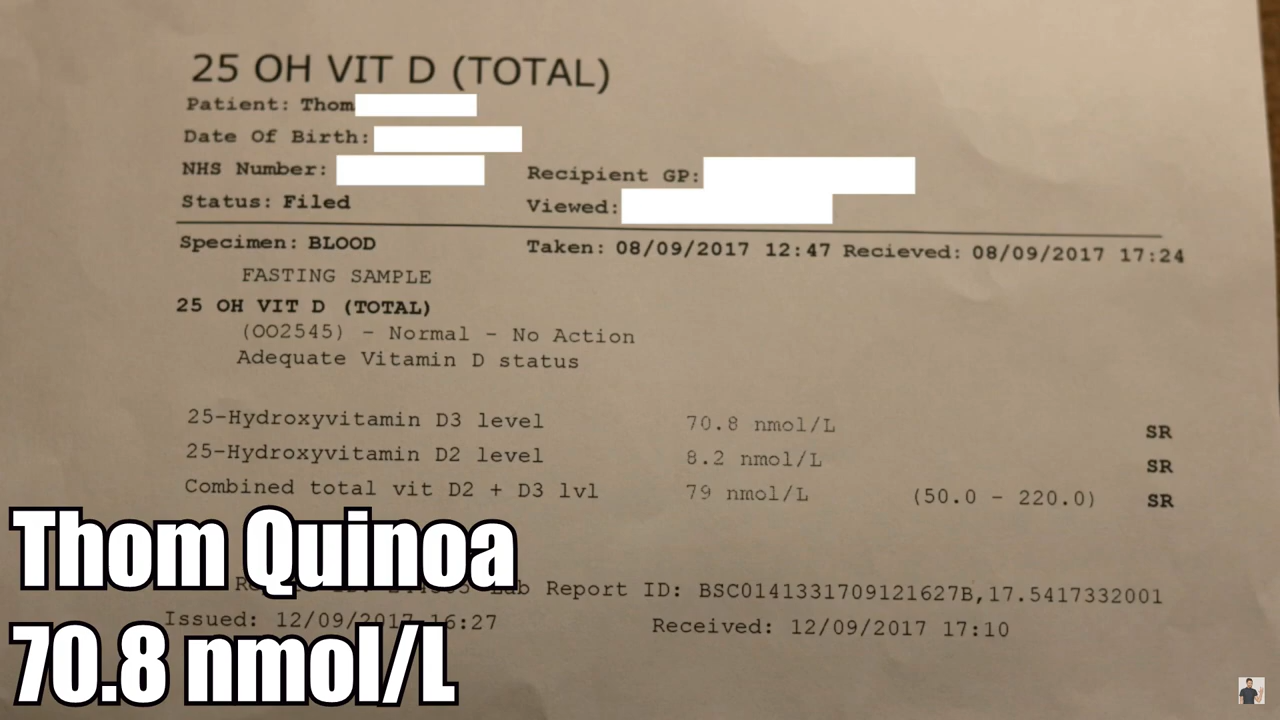 25 OH VIT D (TOTAL)
Patient: Thom
Date Of Birth:
NHS Number:
Recipient GP:
Status: Filed
Viewed:
Specimen: BLOOD
Taken: 08/09/2017 12:47 Recieved: 08/09/2017 17:24
FASTING SAMPLE
25 OH VIT D (TOTAL)
(OO2545) - Normal - No Action
Adequate Vitamin D status
25-Hydroxyvitamin D3 level 70.8 nmol/L SR
25-Hydroxyvitamin D2 level 8.2 nmol/L SR
Combined total vit D2 + D3 lvl 79 nmol/L (50.0 - 220.0) SR
Thom Quinoa
Report ID: BSC0141331709121627B,17.5417332001
Issued: 12/09/2017 16:27
Received: 12/09/2017 17:10
70.8 nmol/L